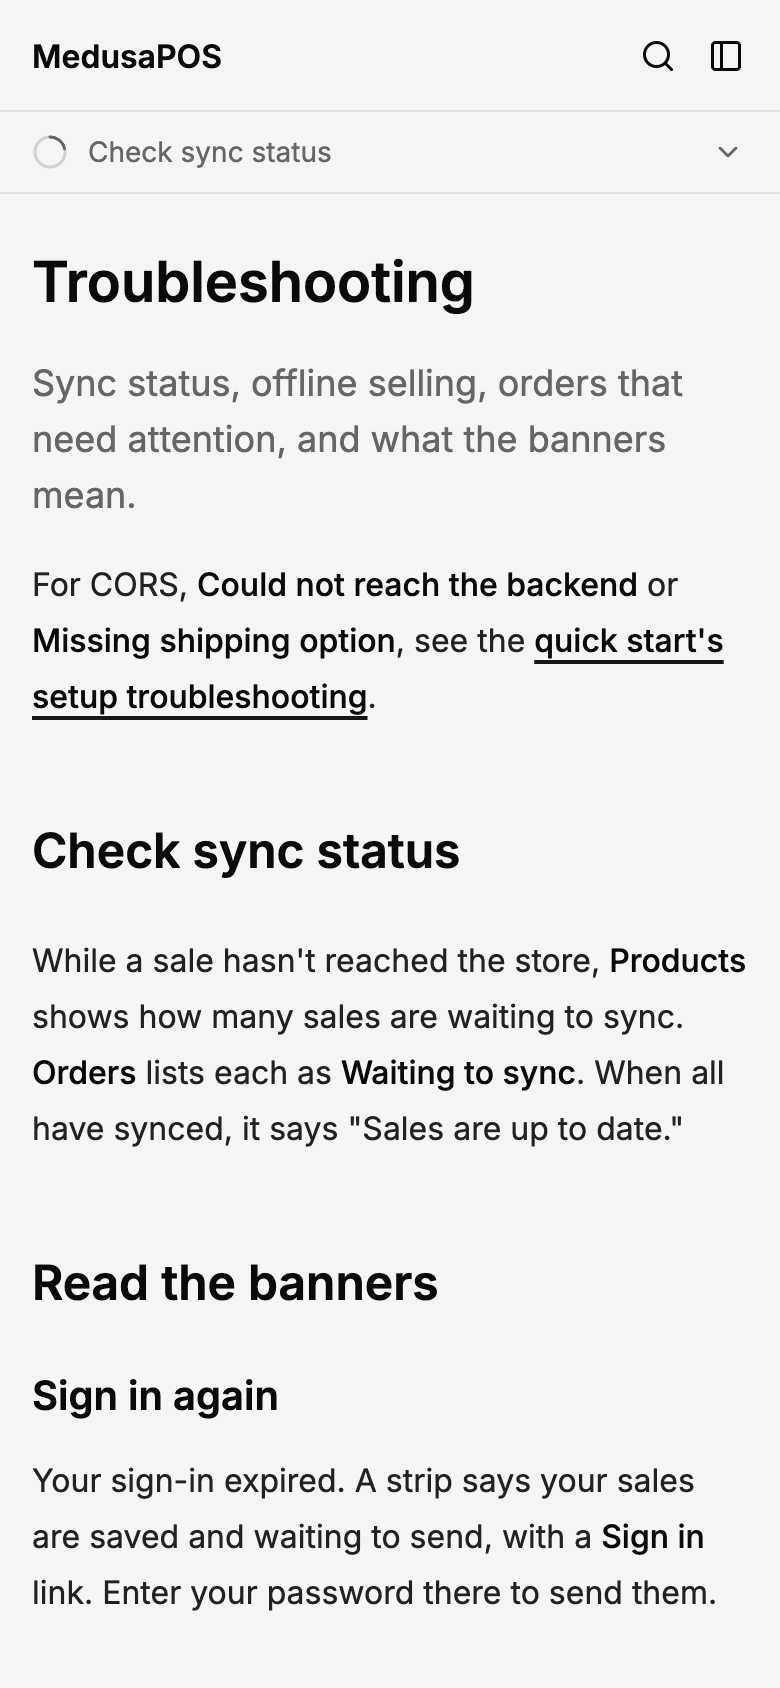 MedusaPOS
Check sync status
Troubleshooting
Sync status, offline selling, orders that
need attention, and what the banners
mean.
For CORS, Could not reach the backend or
Missing shipping option, see the quick start's
setup troubleshooting.
Check sync status
While a sale hasn't reached the store, Products
shows how many sales are waiting to sync.
Orders lists each as Waiting to sync. When all
have synced, it says "Sales are up to date."
Read the banners
Sign in again
Your sign-in expired. A strip says your sales
are saved and waiting to send, with a Sign in
link. Enter your password there to send them.